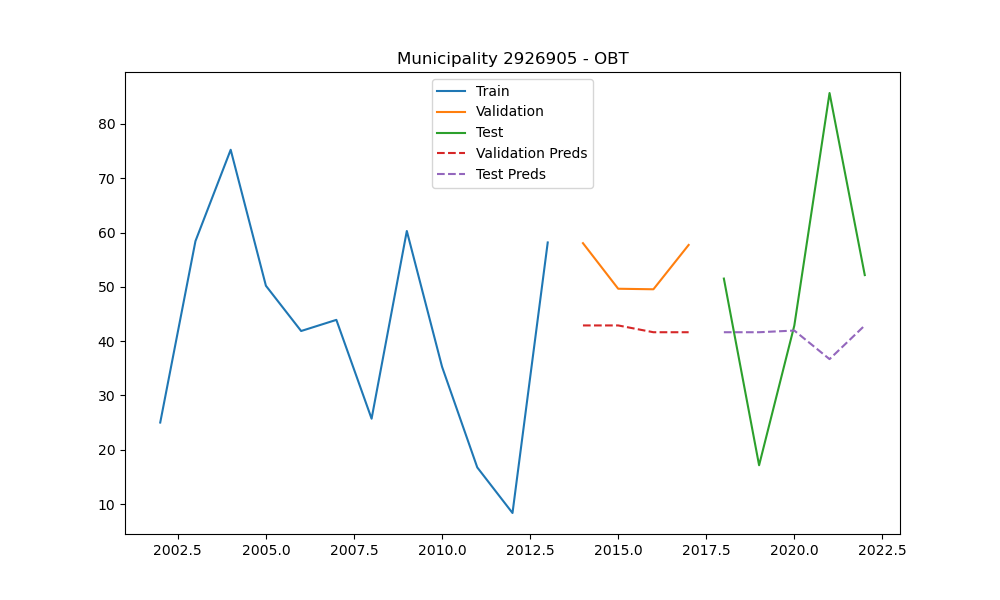 Municipality 2926905 - OBT
Train
Validation
Test
Validation Preds
Test Preds
80
70
60
50
40
30
20
10
2002.5 2005.0 2007.5 2010.0 2012.5 2015.0 2017.5 2020.0 2022.5